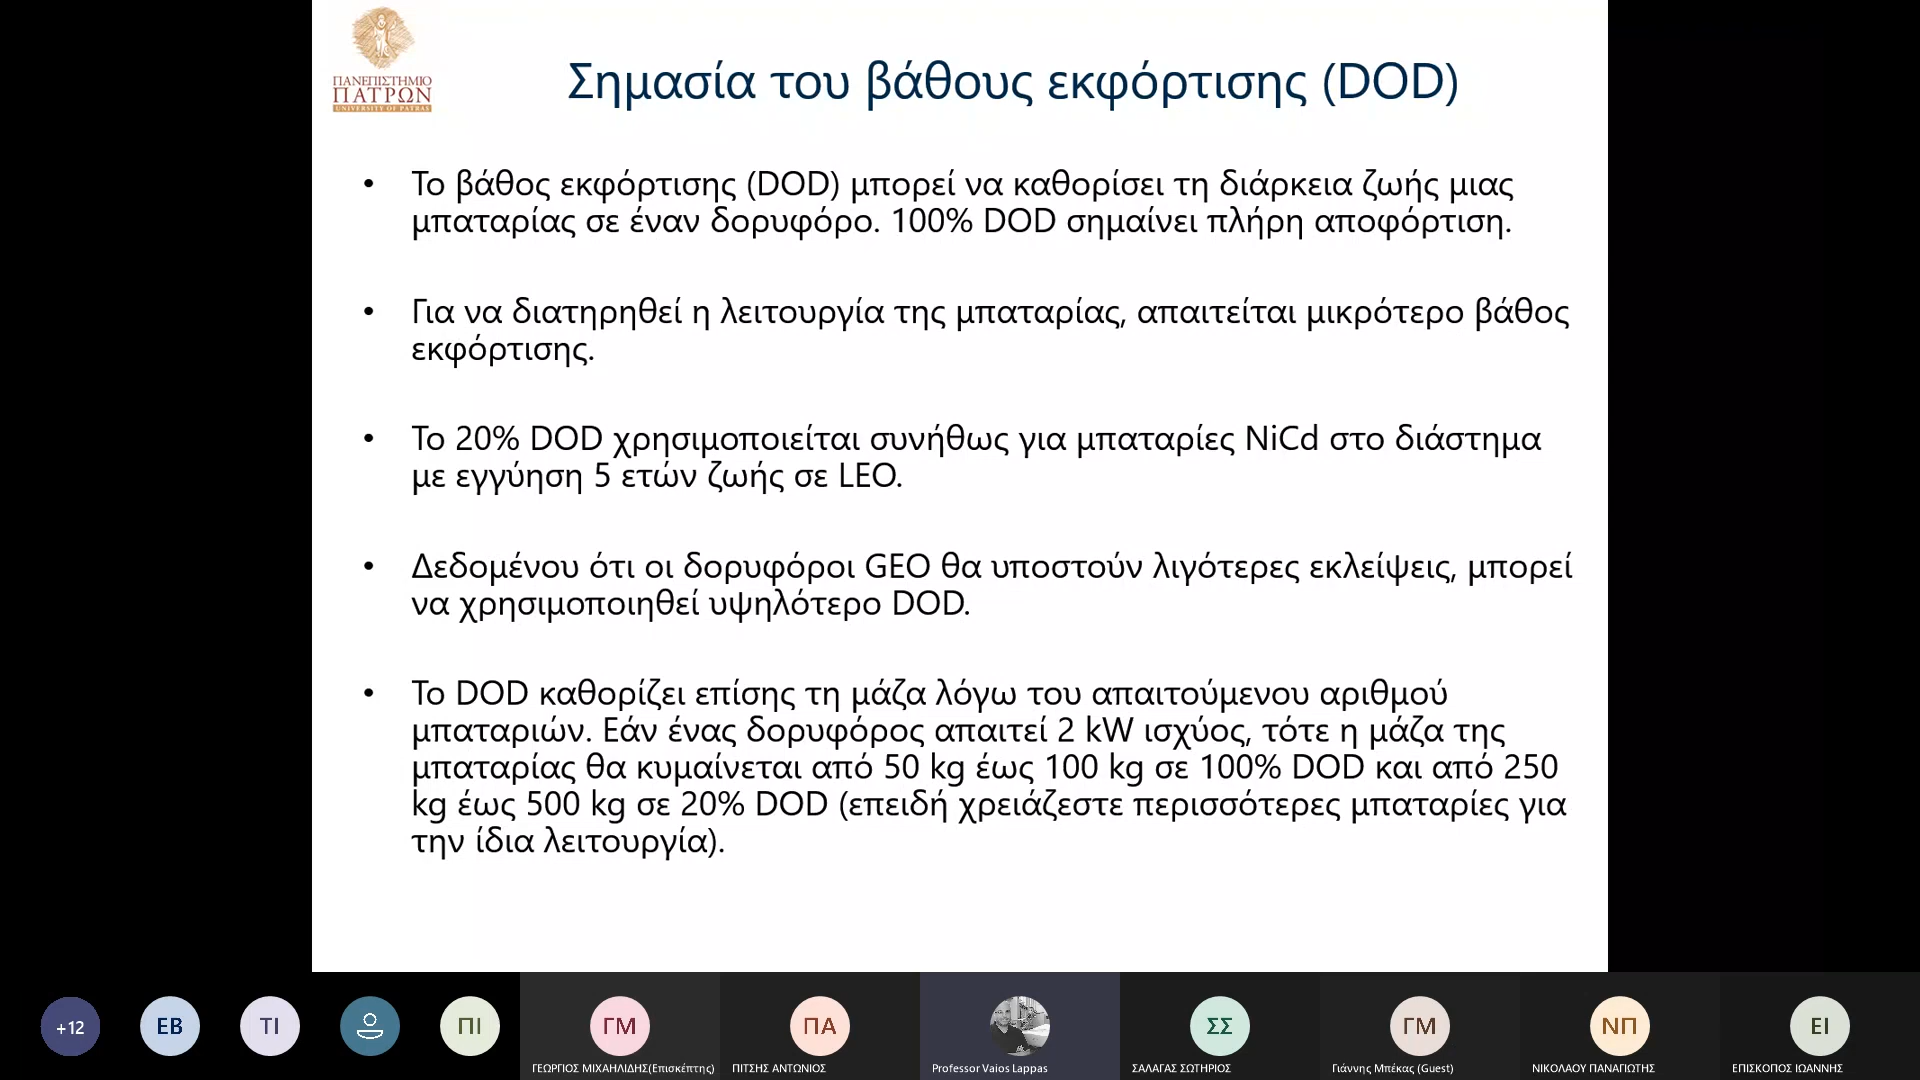 ΠΑΝΕΠΙΣΤΗΜΙΟ
ΠΑΤΡΩΝ
UNIVERSITY OF PATRAS
Σημασία του βάθους εκφόρτισης (DOD)
• Το βάθος εκφόρτισης (DOD) μπορεί να καθορίσει τη διάρκεια ζωής μιας
μπαταρίας σε έναν δορυφόρο. 100% DOD σημαίνει πλήρη αποφόρτιση.
• Για να διατηρηθεί η λειτουργία της μπαταρίας, απαιτείται μικρότερο βάθος
εκφόρτισης.
• Το 20% DOD χρησιμοποιείται συνήθως για μπαταρίες NiCd στο διάστημα
με εγγύηση 5 ετών ζωής σε LEO.
• Δεδομένου ότι οι δορυφόροι GEO θα υποστούν λιγότερες εκλείψεις, μπορεί
να χρησιμοποιηθεί υψηλότερο DOD.
• Το DOD καθορίζει επίσης τη μάζα λόγω του απαιτούμενου αριθμού
μπαταριών. Εάν ένας δορυφόρος απαιτεί 2 kW ισχύος, τότε η μάζα της
μπαταρίας θα κυμαίνεται από 50 kg έως 100 kg σε 100% DOD και από 250
kg έως 500 kg σε 20% DOD (επειδή χρειάζεστε περισσότερες μπαταρίες για
την ίδια λειτουργία).
+12
ΕΒ
ΤΙ
ΠΙ
ΓΜ
ΠΑ
ΣΣ
ΓΜ
ΝΠ
ΕΙ
ΓΕΩΡΓΙΟΣ ΜΙΧΑΗΛΙΔΗΣ(Επισκέπτης)
ΠΙΤΣΗΣ ΑΝΤΩΝΙΟΣ
Professor Vaios Lappas
ΣΑΛΑΓΑΣ ΣΩΤΗΡΙΟΣ
Γιάννης Μπέκας (Guest)
ΝΙΚΟΛΑΟΥ ΠΑΝΑΓΙΩΤΗΣ
ΕΠΙΣΚΟΠΟΣ ΙΩΑΝΝΗΣ